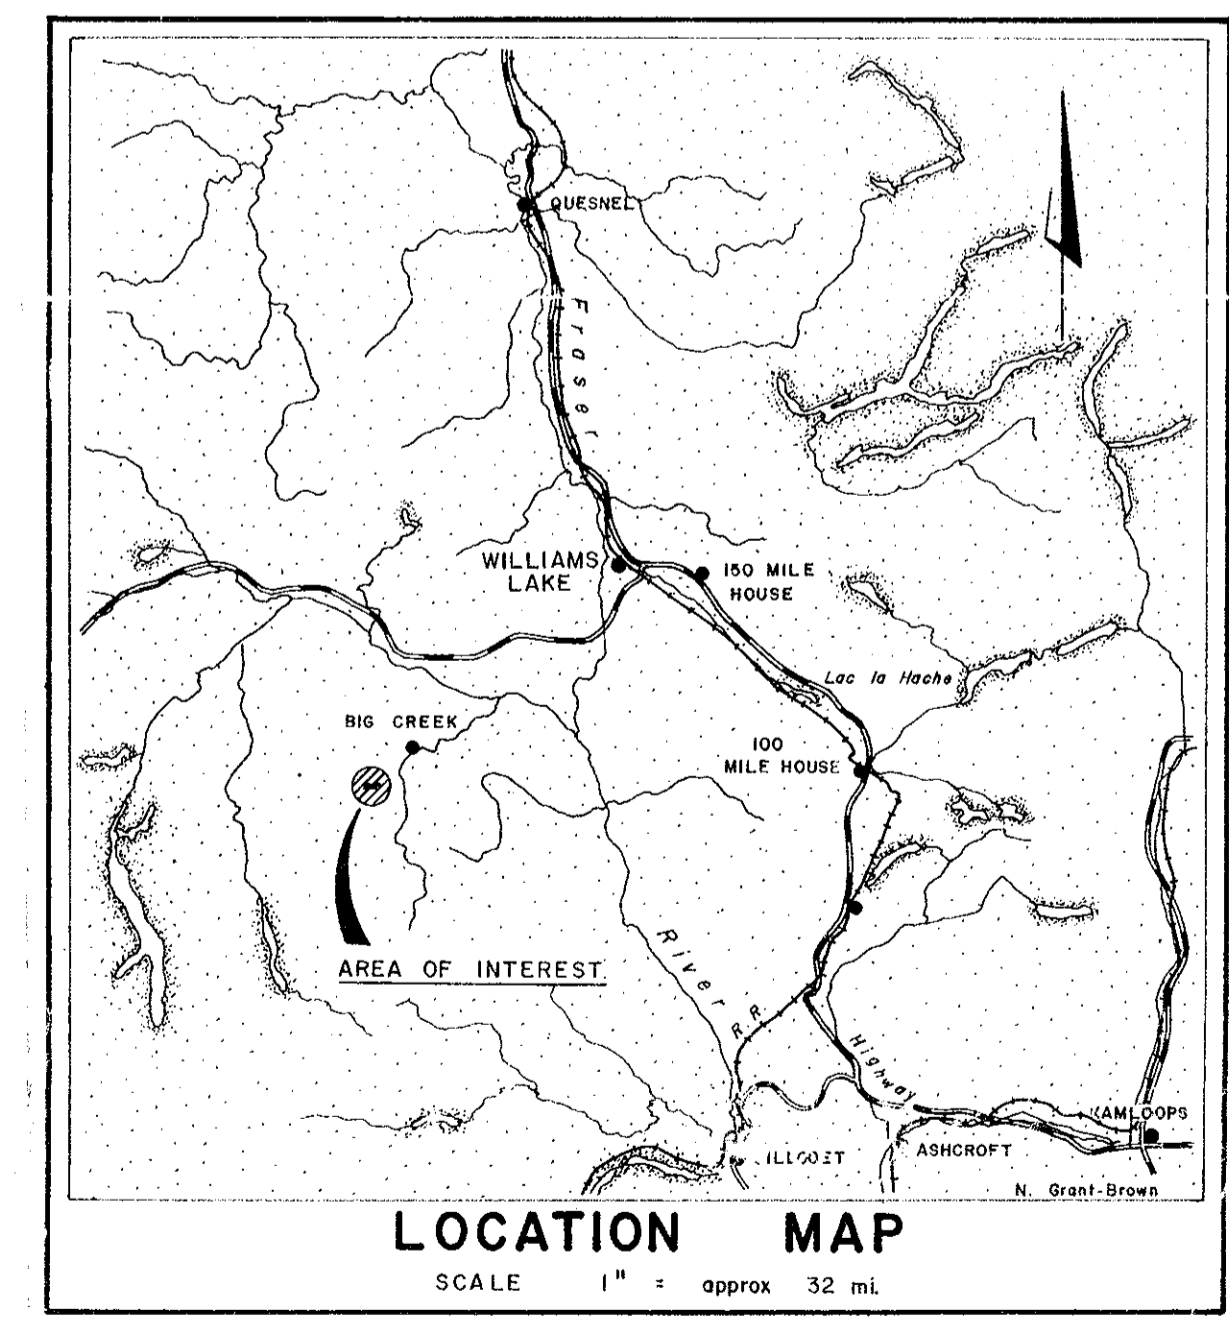 QUESNEL
Fraser
WILLIAMS
LAKE
150 MILE
HOUSE
Lac la Hache
BIG CREEK
100
MILE HOUSE
AREA OF INTEREST
River
R.R.
Highway
KAMLOOPS
ASHCROFT
N. Grant-Brown
LOCATION MAP
SCALE 1" = approx 32 mi.